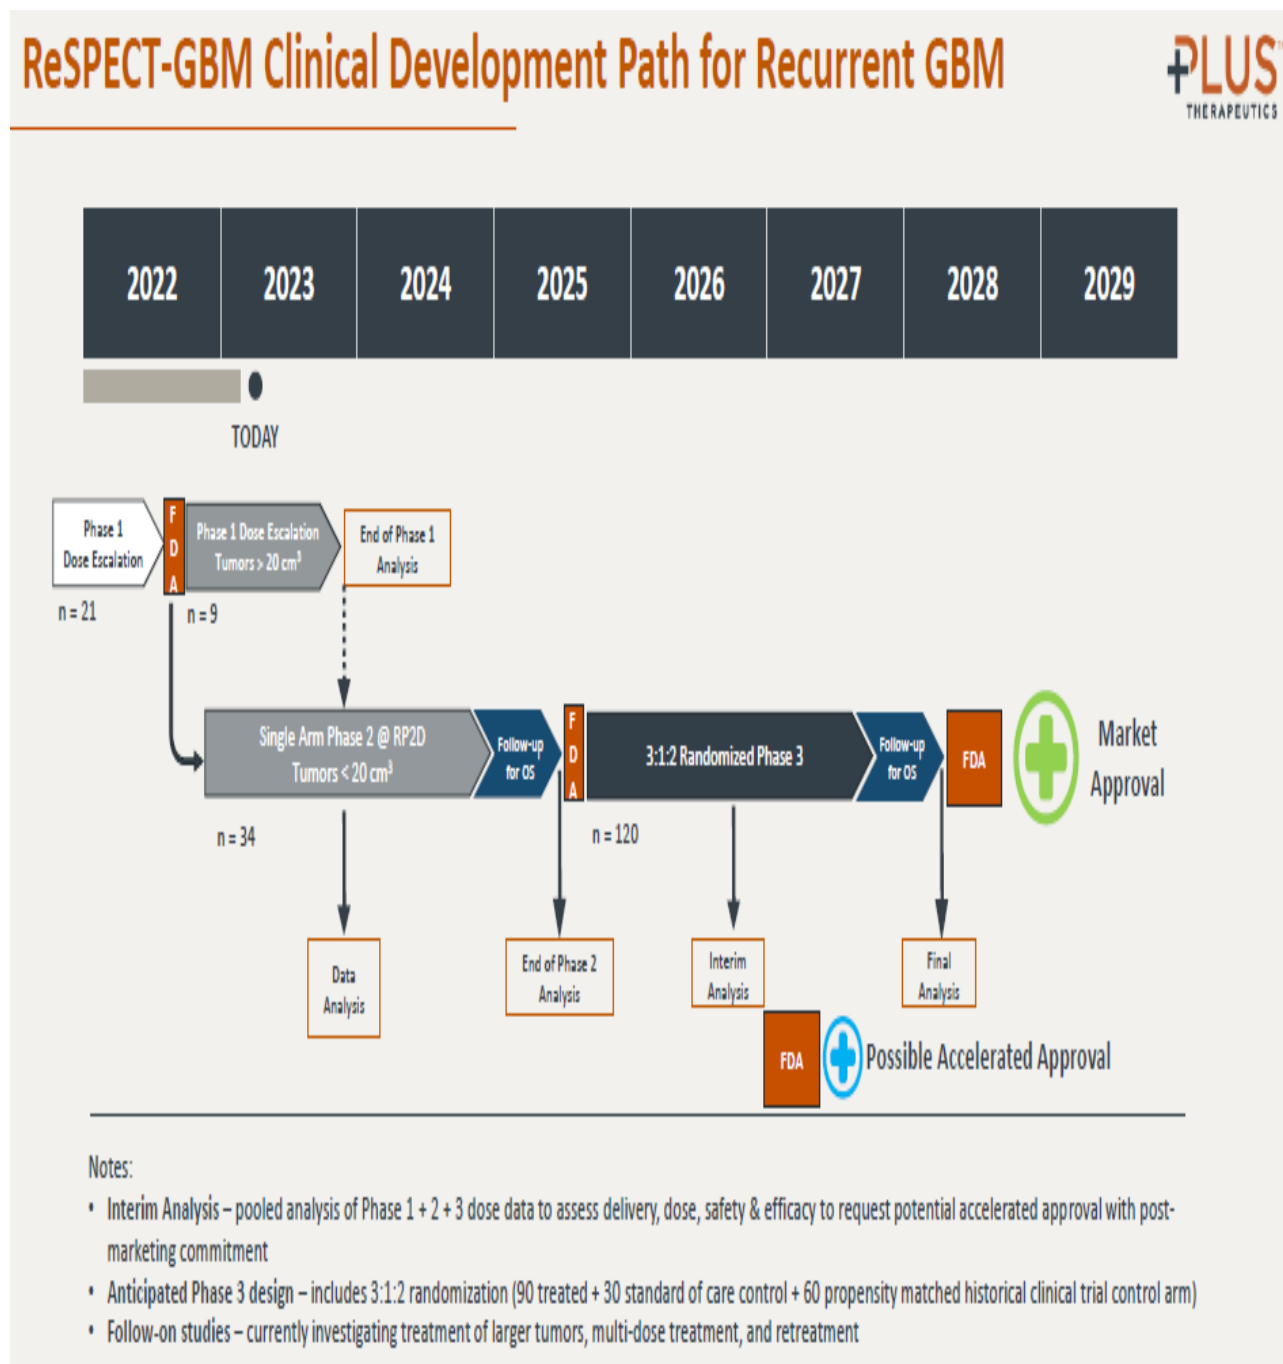 ReSPECT-GBM Clinical Development Path for Recurrent GBM
PLUS
THERAPEUTICS
2022 2023 2024 2025 2026 2027 2028 2029
TODAY
Phase 1
Dose Escalation
n = 21
FDA
Phase 1 Dose Escalation
Tumors > 20 cm³
n = 9
End of Phase 1
Analysis
Single Arm Phase 2 @ RP2D
Tumors < 20 cm³
n = 34
Follow-up
for OS
FDA
3:1:2 Randomized Phase 3
n = 120
Follow-up
for OS
FDA
Market
Approval
Data
Analysis
End of Phase 2
Analysis
Interim
Analysis
Final
Analysis
FDA
Possible Accelerated Approval
Notes:
• Interim Analysis – pooled analysis of Phase 1 + 2 + 3 dose data to assess delivery, dose, safety & efficacy to request potential accelerated approval with post-
marketing commitment
• Anticipated Phase 3 design – includes 3:1:2 randomization (90 treated + 30 standard of care control + 60 propensity matched historical clinical trial control arm)
• Follow-on studies – currently investigating treatment of larger tumors, multi-dose treatment, and retreatment